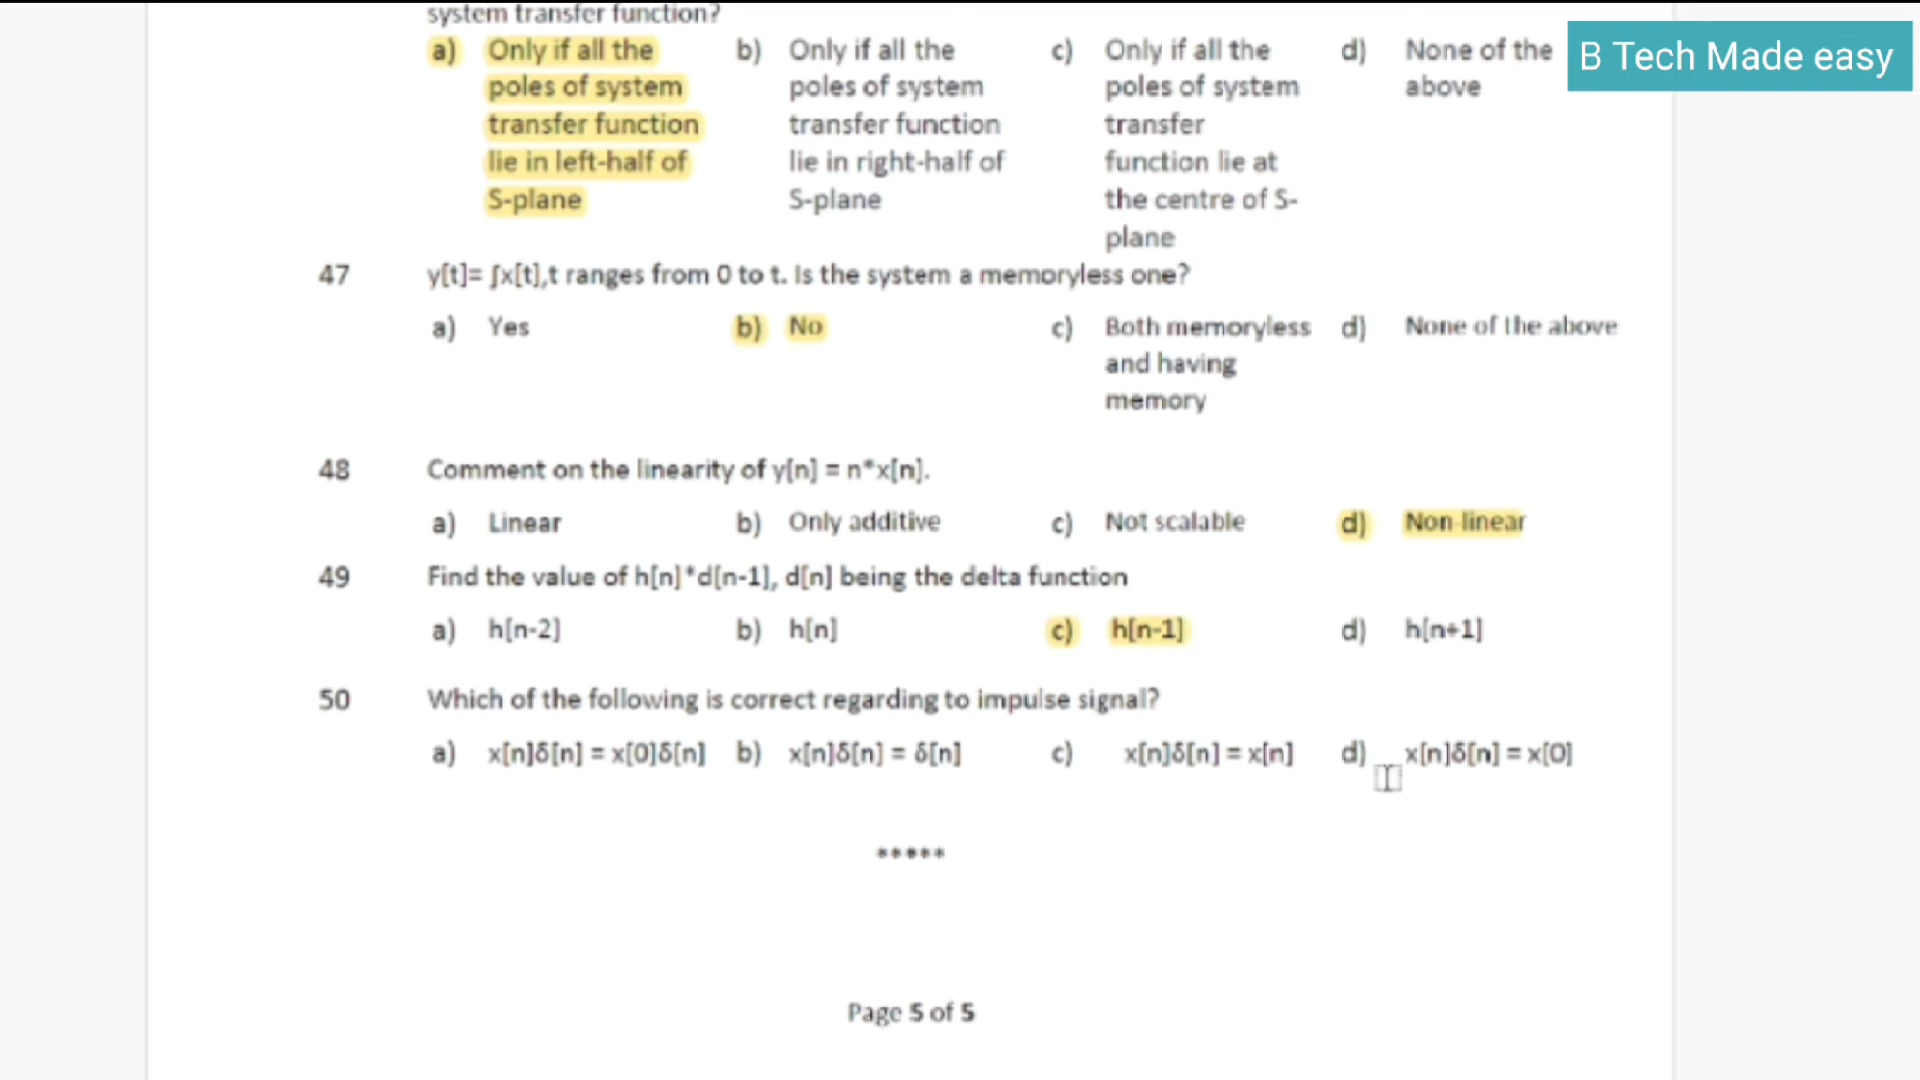 system transfer function?
a) Only if all the b) Only if all the c) Only if all the d) None of the
poles of system poles of system poles of system above
transfer function transfer function transfer
lie in left-half of lie in right-half of function lie at
S-plane S-plane the centre of S-
plane
B Tech Made easy
47 y[t]= ∫x[t],t ranges from 0 to t. Is the system a memoryless one?
a) Yes b) No c) Both memoryless d) None of the above
and having
memory
48 Comment on the linearity of y[n] = n*x[n].
a) Linear b) Only additive c) Not scalable d) Non-linear
49 Find the value of h[n]*d[n-1], d[n] being the delta function
a) h[n-2] b) h[n] c) h[n-1] d) h[n+1]
50 Which of the following is correct regarding to impulse signal?
a) x[n]δ[n] = x[0]δ[n] b) x[n]δ[n] = δ[n] c) x[n]δ[n] = x[n] d) x[n]δ[n] = x[0]
*****
Page 5 of 5